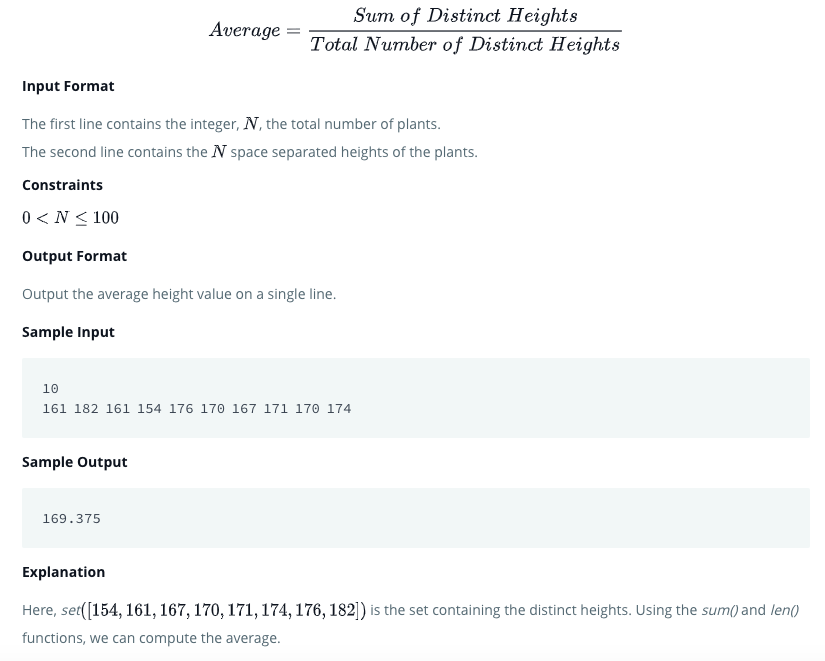 Average = Sum of Distinct Heights / Total Number of Distinct Heights
Input Format
The first line contains the integer, N, the total number of plants.
The second line contains the N space separated heights of the plants.
Constraints
0 < N ≤ 100
Output Format
Output the average height value on a single line.
Sample Input
10
161 182 161 154 176 170 167 171 170 174
Sample Output
169.375
Explanation
Here, set([154, 161, 167, 170, 171, 174, 176, 182]) is the set containing the distinct heights. Using the sum() and len()
functions, we can compute the average.